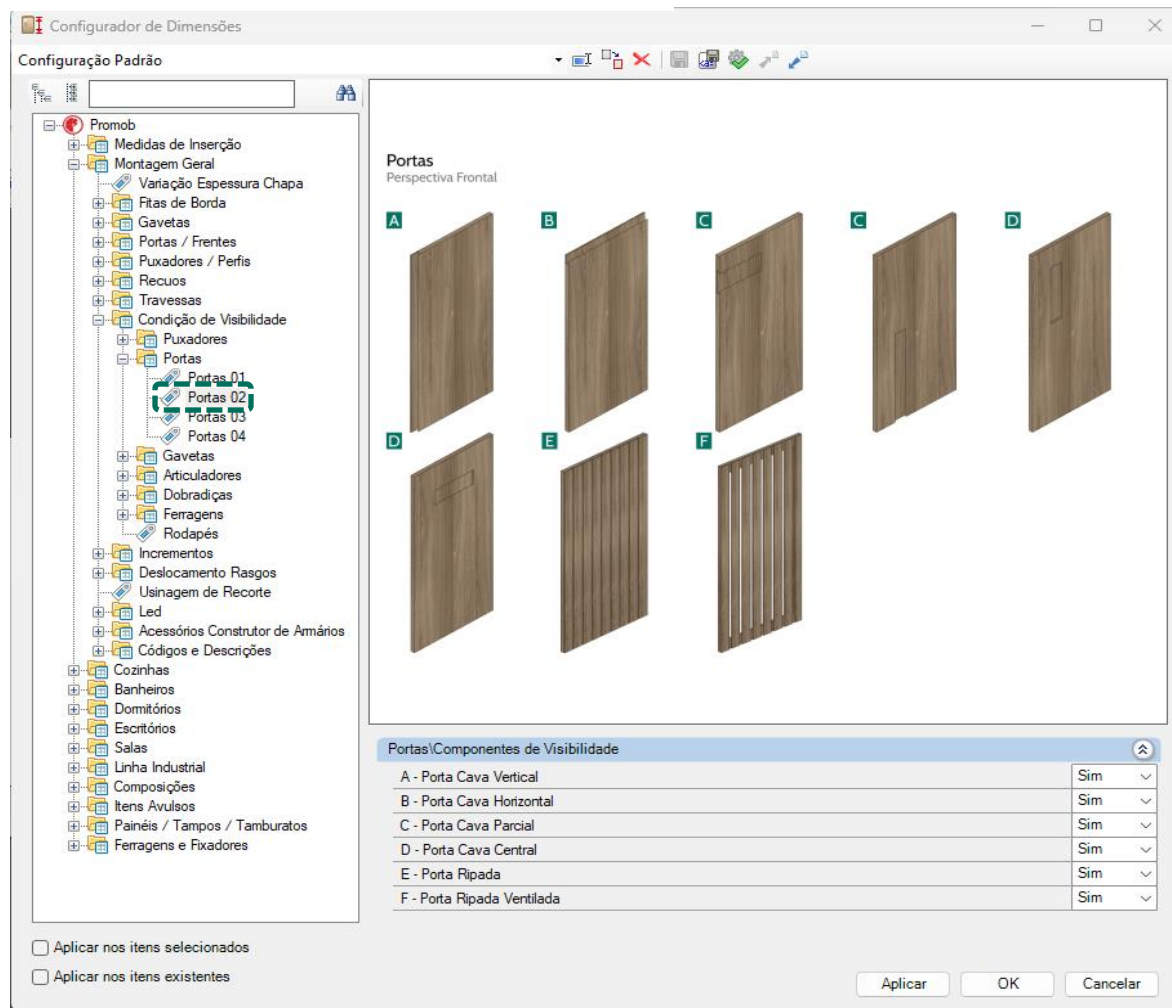 Configurador de Dimensões
Configuração Padrão
Promob
Medidas de Inserção
Montagem Geral
Variação Espessura Chapa
Fitas de Borda
Gavetas
Portas / Frentes
Puxadores / Perfis
Recuos
Travessas
Condição de Visibilidade
Puxadores
Portas
Portas 01
Portas 02
Portas 03
Portas 04
Gavetas
Articuladores
Dobradiças
Ferragens
Rodapés
Incrementos
Deslocamento Rasgos
Usinagem de Recorte
Led
Acessórios Construtor de Armários
Códigos e Descrições
Cozinhas
Banheiros
Dormitórios
Escritórios
Salas
Linha Industrial
Composições
Itens Avulsos
Painéis / Tampos / Tamburatos
Ferragens e Fixadores
Portas
Perspectiva Frontal
A B C C D
D E F
Portas\Componentes de Visibilidade
A - Porta Cava Vertical Sim
B - Porta Cava Horizontal Sim
C - Porta Cava Parcial Sim
D - Porta Cava Central Sim
E - Porta Ripada Sim
F - Porta Ripada Ventilada Sim
Aplicar nos itens selecionados
Aplicar nos itens existentes
Aplicar OK Cancelar